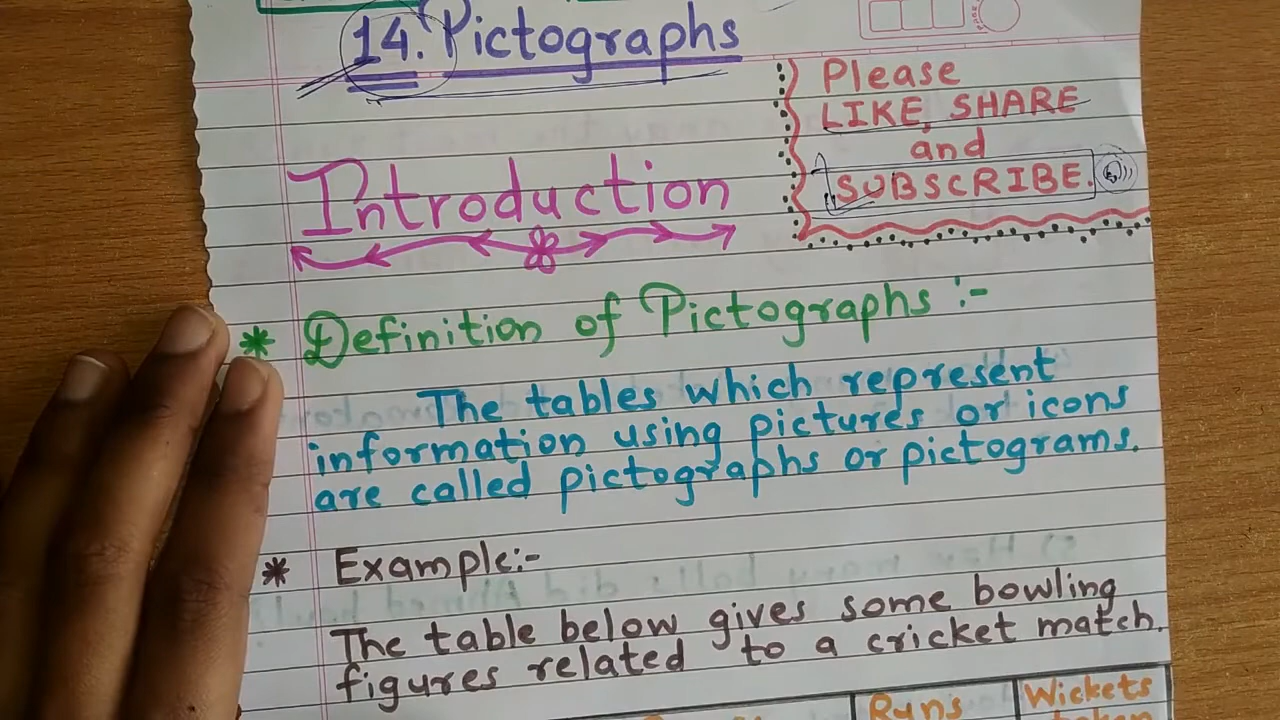 14. Pictographs
Please
LIKE, SHARE
and
SUBSCRIBE.
Introduction
* Definition of Pictographs :-
The tables which represent
information using pictures or icons
are called pictographs or pictograms.
* Example:-
The table below gives some bowling
figures related to a cricket match.
Runs
Wickets